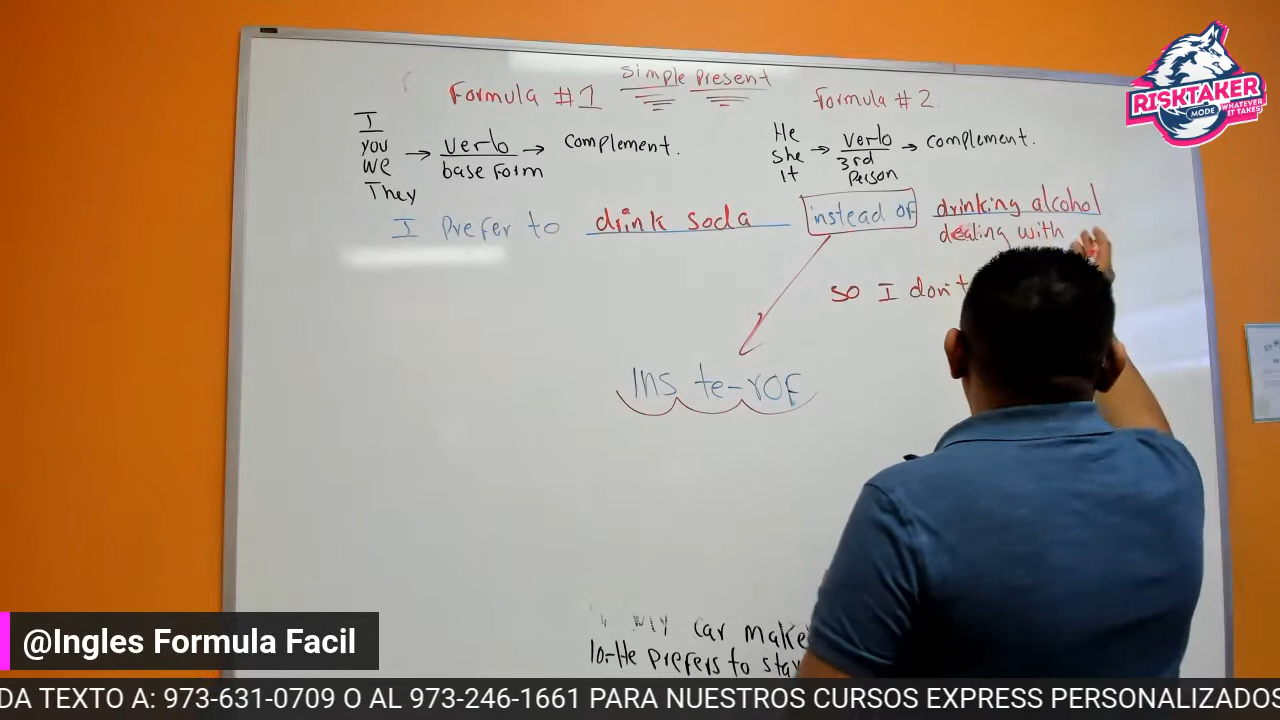 simple present
Formula #1
Formula # 2.
I
you
we
They
verbo
base Form
complement.
He
she
it
verbo
3rd
Person
complement.
I prefer to drink soda instead of drinking alcohol
dealing with
so I don't
Ins te-rOF
My car make
10-He prefers to stay
RISKTAKER
MODE
WHATEVER
IT TAKES
@Ingles Formula Facil
DA TEXTO A: 973-631-0709 O AL 973-246-1661 PARA NUESTROS CURSOS EXPRESS PERSONALIZADOS